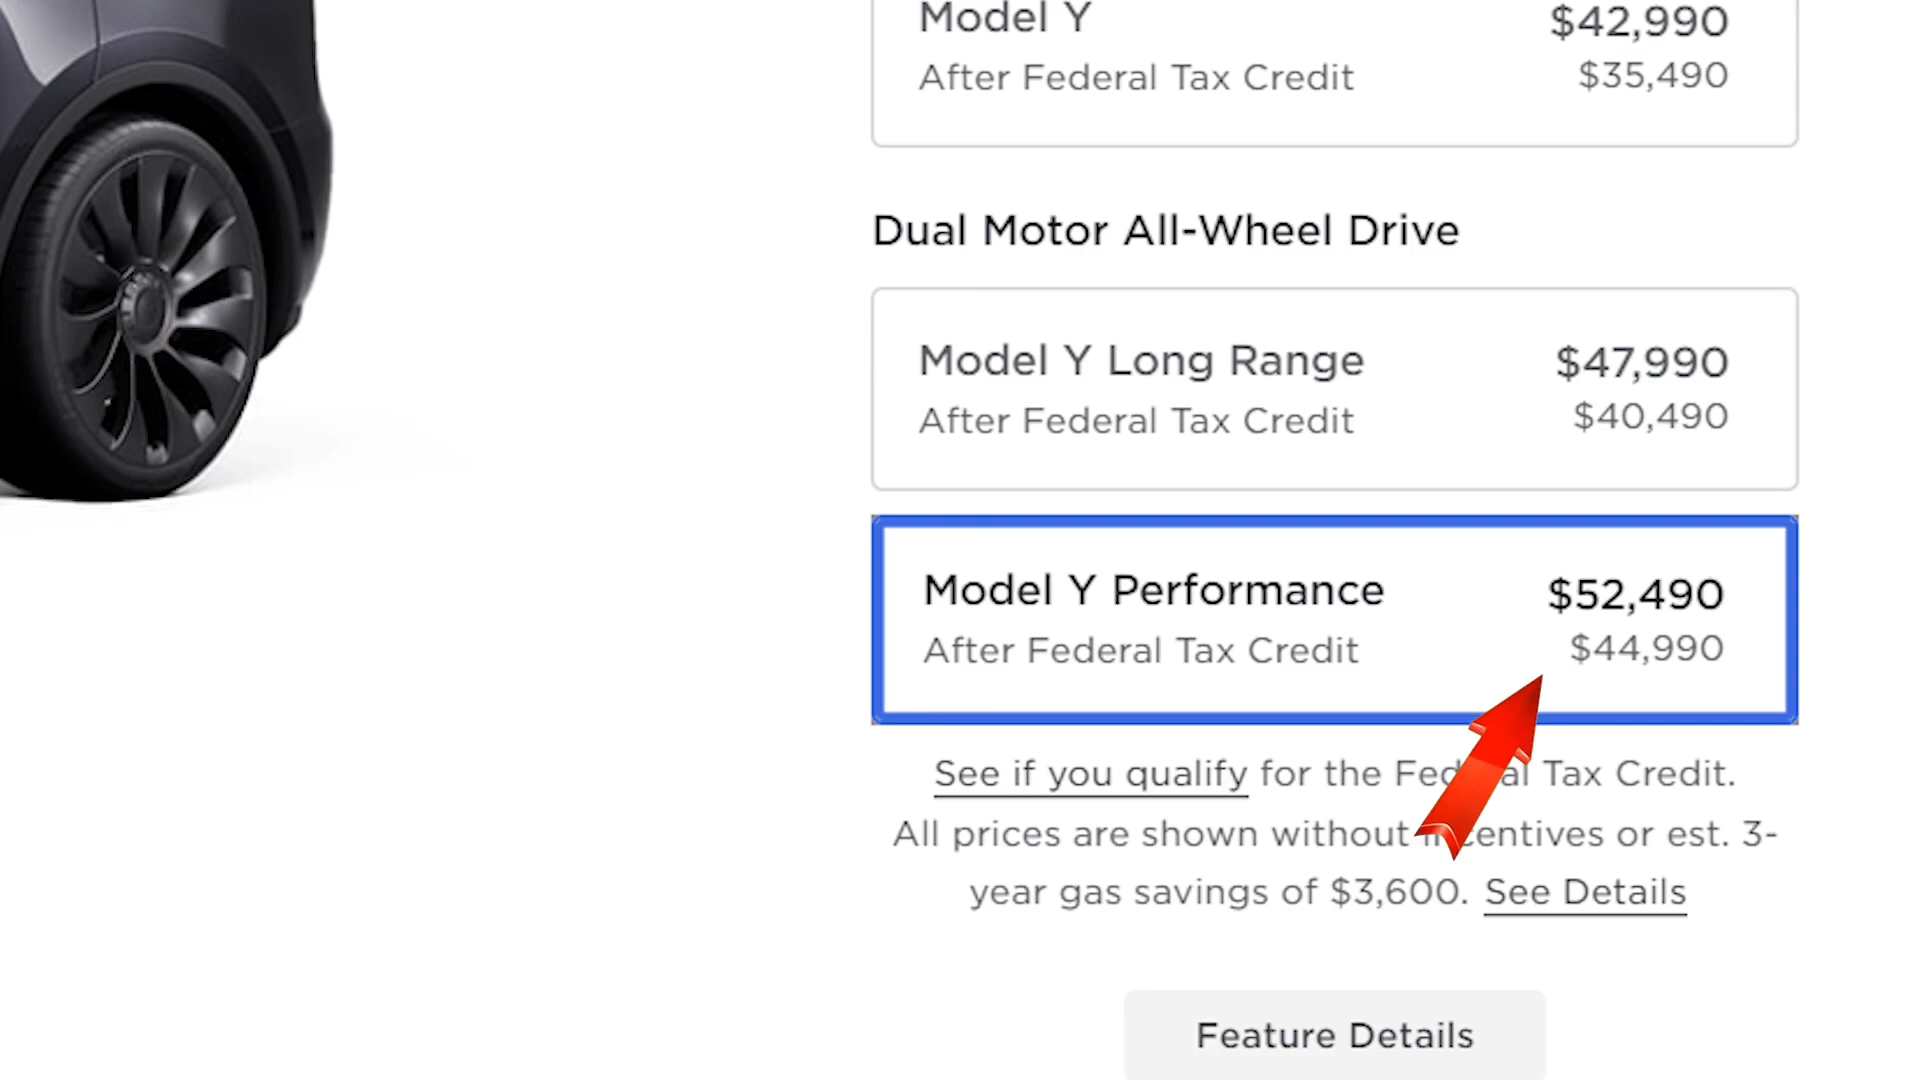 Model Y $42,990
After Federal Tax Credit $35,490
Dual Motor All-Wheel Drive
Model Y Long Range $47,990
After Federal Tax Credit $40,490
Model Y Performance $52,490
After Federal Tax Credit $44,990
See if you qualify for the Federal Tax Credit.
All prices are shown without incentives or est. 3-
year gas savings of $3,600. See Details
Feature Details